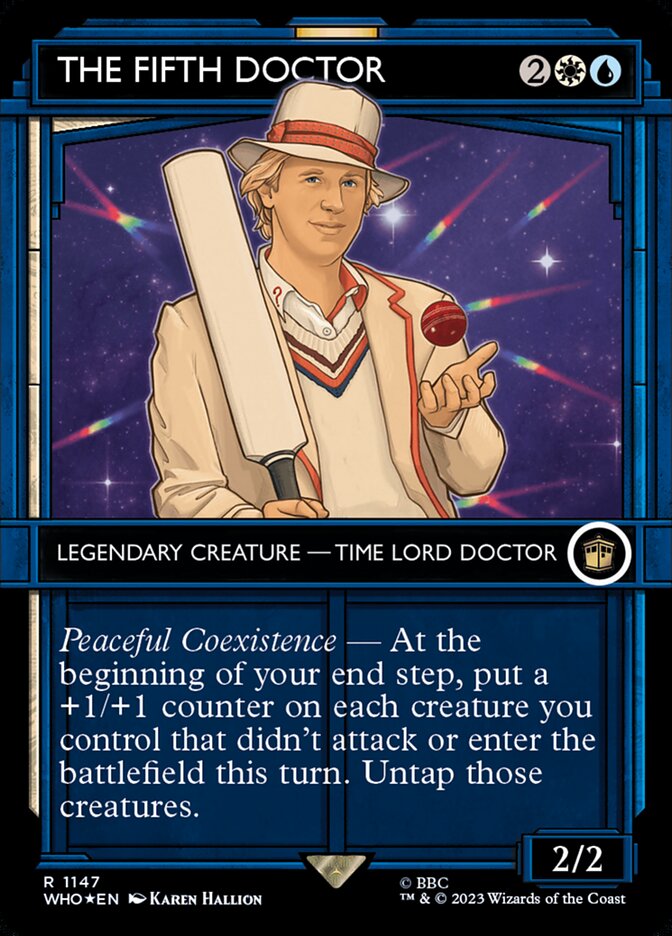 THE FIFTH DOCTOR 2
?
LEGENDARY CREATURE — TIME LORD DOCTOR
Peaceful Coexistence — At the
beginning of your end step, put a
+1/+1 counter on each creature you
control that didn't attack or enter the
battlefield this turn. Untap those
creatures.
2/2
R 1147
WHO★EN Karen Hallion
© BBC
™ & © 2023 Wizards of the Coast